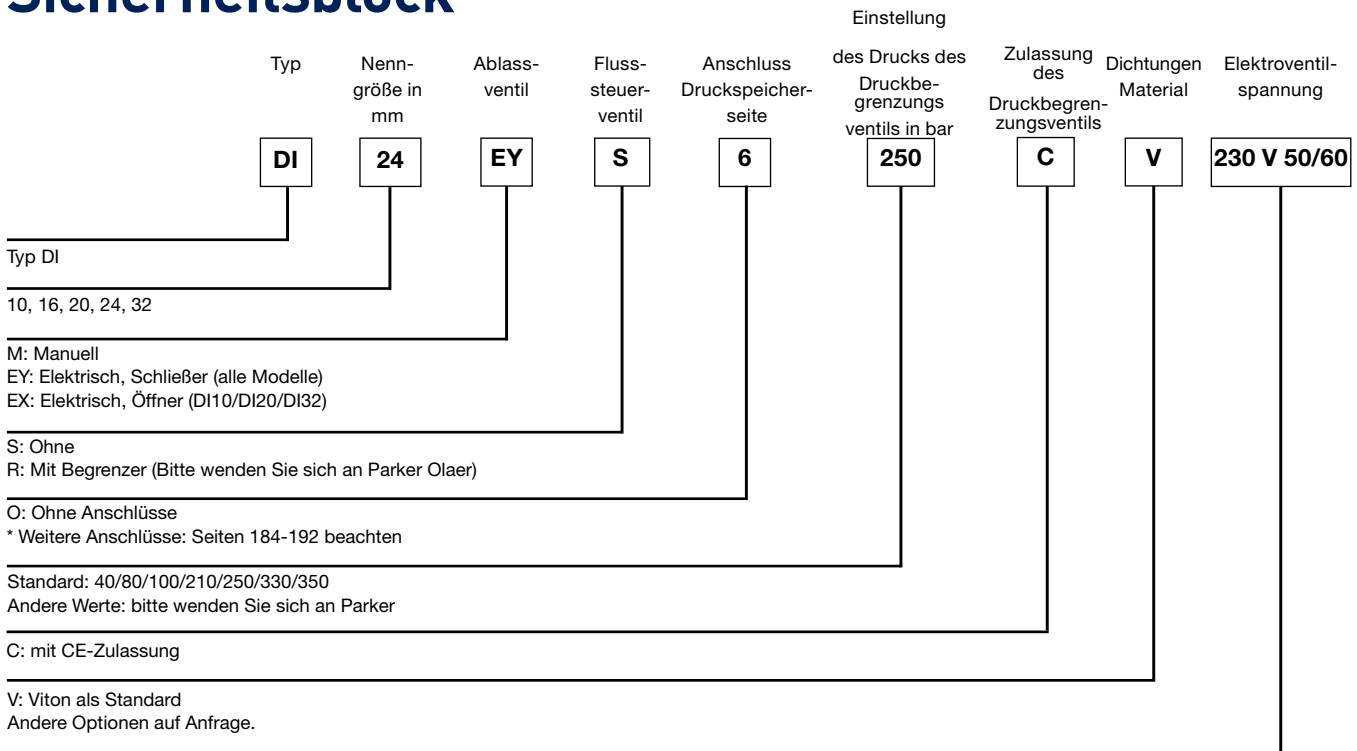 Sicherheitsblock
Einstellung
des Drucks des
Druckbe-
grenzungs
ventils in bar
Typ
Nenn-
größe in
mm
Ablass-
ventil
Fluss-
steuer-
ventil
Anschluss
Druckspeicher-
seite
Zulassung
des
Druckbegren-
zungsventils
Dichtungen
Material
Elektroventil-
spannung
DI
24
EY
S
6
250
C
V
230 V 50/60
Typ DI
10, 16, 20, 24, 32
M: Manuell
EY: Elektrisch, Schließer (alle Modelle)
EX: Elektrisch, Öffner (DI10/DI20/DI32)
S: Ohne
R: Mit Begrenzer (Bitte wenden Sie sich an Parker Olaer)
O: Ohne Anschlüsse
* Weitere Anschlüsse: Seiten 184-192 beachten
Standard: 40/80/100/210/250/330/350
Andere Werte: bitte wenden Sie sich an Parker
C: mit CE-Zulassung
V: Viton als Standard
Andere Optionen auf Anfrage.